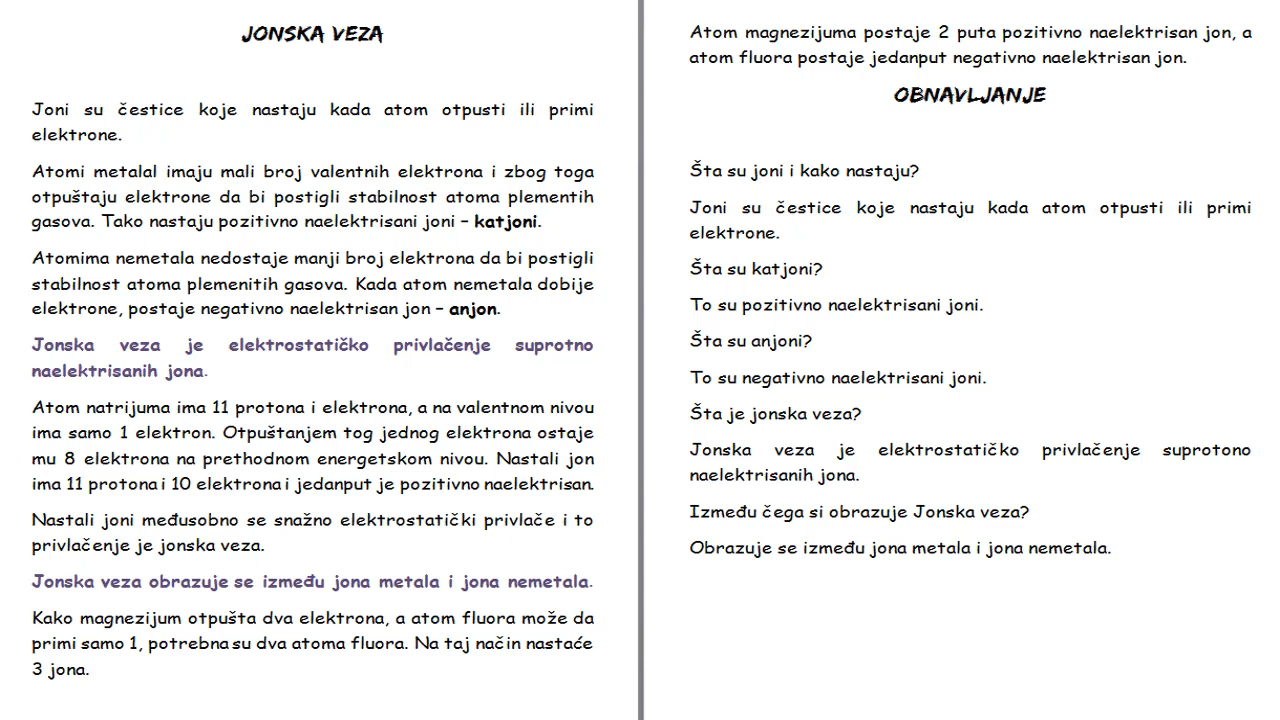 JONSKA VEZA
Joni su čestice koje nastaju kada atom otpusti ili primi
elektrone.
Atomi metalal imaju mali broj valentnih elektrona i zbog toga
otpuštaju elektrone da bi postigli stabilnost atoma plementih
gasova. Tako nastaju pozitivno naelektrisani joni – katjoni.
Atomima nemetala nedostaje manji broj elektrona da bi postigli
stabilnost atoma plemenitih gasova. Kada atom nemetala dobije
elektrone, postaje negativno naelektrisan jon – anjon.
Jonska veza je elektrostatičko privlačenje suprotno
naelektrisanih jona.
Atom natrijuma ima 11 protona i elektrona, a na valentnom nivou
ima samo 1 elektron. Otpuštanjem tog jednog elektrona ostaje
mu 8 elektrona na prethodnom energetskom nivou. Nastali jon
ima 11 protona i 10 elektrona i jedanput je pozitivno naelektrisan.
Nastali joni međusobno se snažno elektrostatički privlače i to
privlačenje je jonska veza.
Jonska veza obrazuje se između jona metala i jona nemetala.
Kako magnezijum otpušta dva elektrona, a atom fluora može da
primi samo 1, potrebna su dva atoma fluora. Na taj način nastaće
3 jona.
Atom magnezijuma postaje 2 puta pozitivno naelektrisan jon, a
atom fluora postaje jedanput negativno naelektrisan jon.
OBNAVLJANJE
Šta su joni i kako nastaju?
Joni su čestice koje nastaju kada atom otpusti ili primi
elektrone.
Šta su katjoni?
To su pozitivno naelektrisani joni.
Šta su anjoni?
To su negativno naelektrisani joni.
Šta je jonska veza?
Jonska veza je elektrostatičko privlačenje suprotono
naelektrisanih jona.
Između čega si obrazuje Jonska veza?
Obrazuje se između jona metala i jona nemetala.